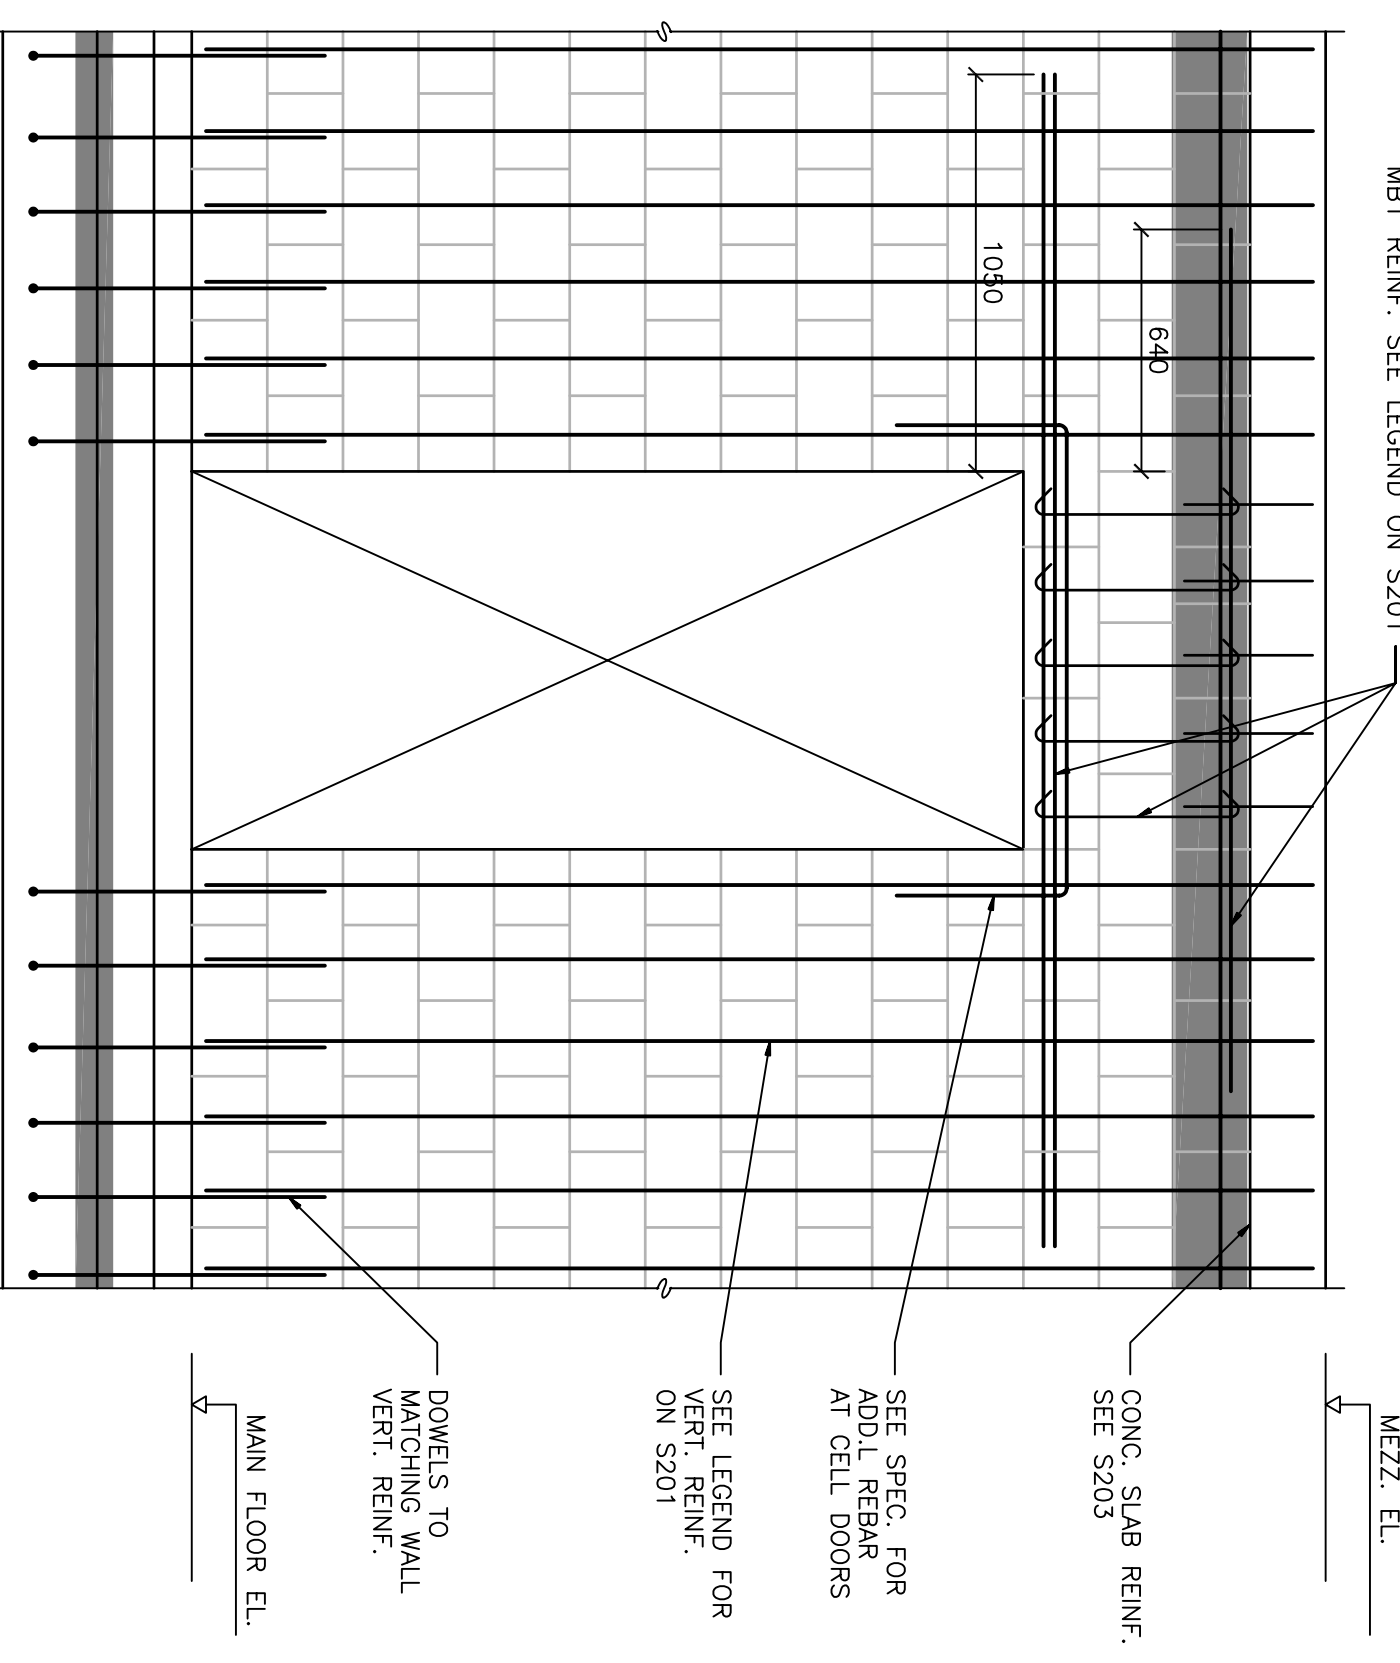 MBT REINF. SEE LEGEND ON S201
MEZZ. EL.
1050
640
CONC. SLAB REINF.
SEE S203
SEE SPEC. FOR
ADD.L REBAR
AT CELL DOORS
SEE LEGEND FOR
VERT. REINF.
ON S201
DOWELS TO
MATCHING WALL
VERT. REINF.
MAIN FLOOR EL.